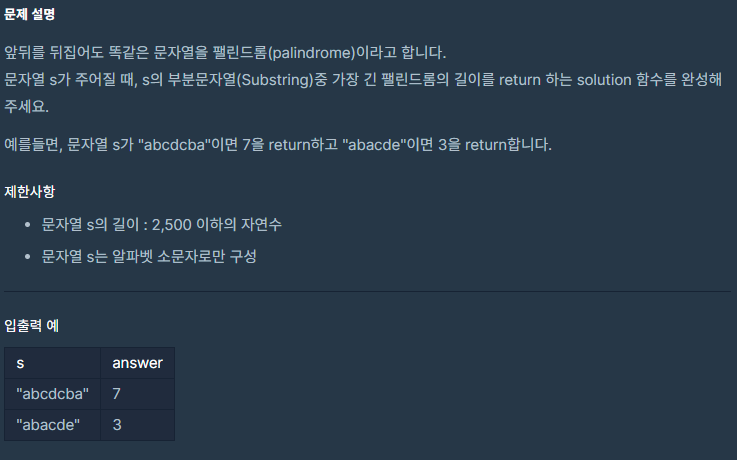 문제 설명
앞뒤를 뒤집어도 똑같은 문자열을 팰린드롬(palindrome)이라고 합니다.
문자열 s가 주어질 때, s의 부분문자열(Substring)중 가장 긴 팰린드롬의 길이를 return 하는 solution 함수를 완성해
주세요.
예를들면, 문자열 s가 "abcdcba"이면 7을 return하고 "abacde"이면 3을 return합니다.
제한사항
• 문자열 s의 길이 : 2,500 이하의 자연수
• 문자열 s는 알파벳 소문자로만 구성
입출력 예
s answer
"abcdcba" 7
"abacde" 3